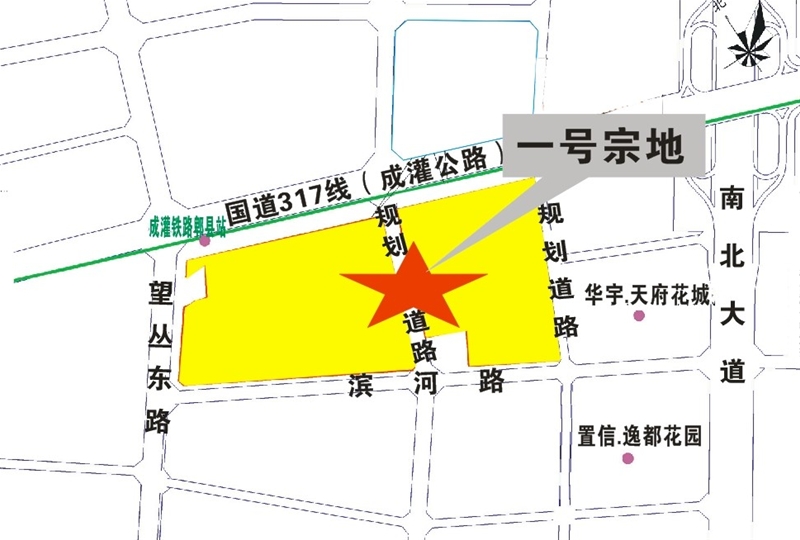 北
一号宗地
国道317线（成灌公路）
成灌铁路郫县站
规划道路
规划道路
南北大道
望丛东路
华宇.天府花城
滨河路
置信.逸都花园